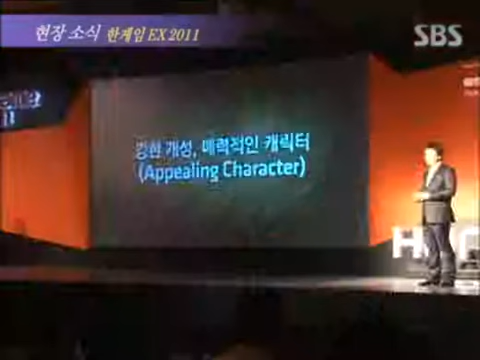 현장 소식 한게임 EX 2011
SBS
강한 개성, 매력적인 캐릭터
(Appealing Character)